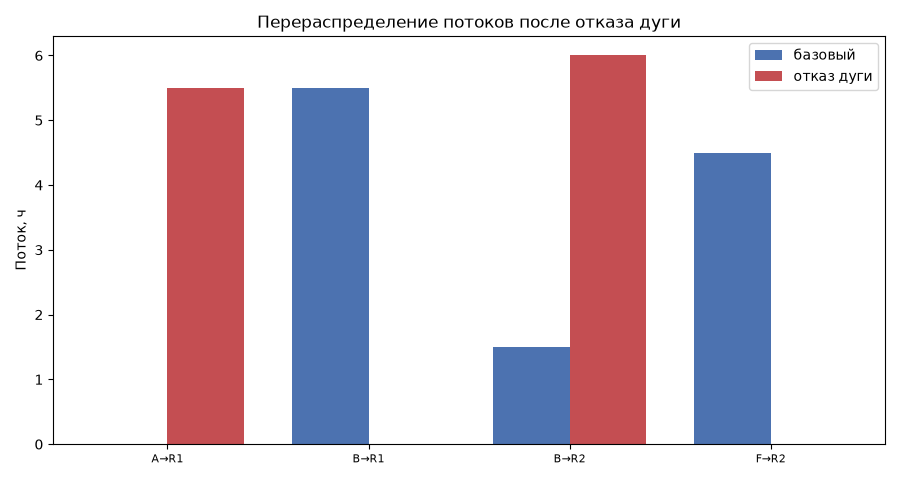 Перераспределение потоков после отказа дуги
базовый
отказ дуги
Поток, ч
6
5
4
3
2
1
0
A→R1
B→R1
B→R2
F→R2